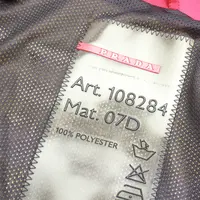 Art. 108284
Mat. 07D
100% POLYESTER